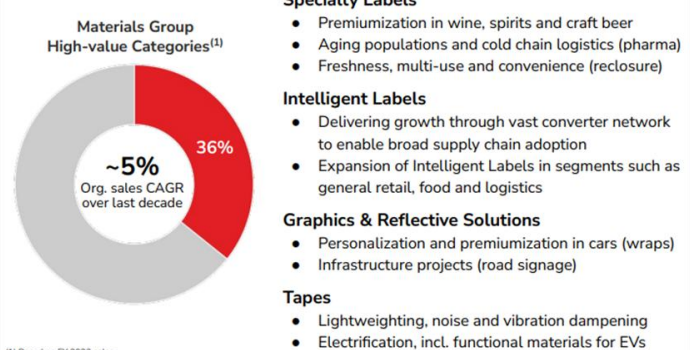 Specialty Labels
Materials Group
High-value Categories(1)
36%
~5%
Org. sales CAGR
over last decade
● Premiumization in wine, spirits and craft beer
● Aging populations and cold chain logistics (pharma)
● Freshness, multi-use and convenience (reclosure)
Intelligent Labels
● Delivering growth through vast converter network
to enable broad supply chain adoption
● Expansion of Intelligent Labels in segments such as
general retail, food and logistics
Graphics & Reflective Solutions
● Personalization and premiumization in cars (wraps)
● Infrastructure projects (road signage)
Tapes
● Lightweighting, noise and vibration dampening
● Electrification, incl. functional materials for EVs